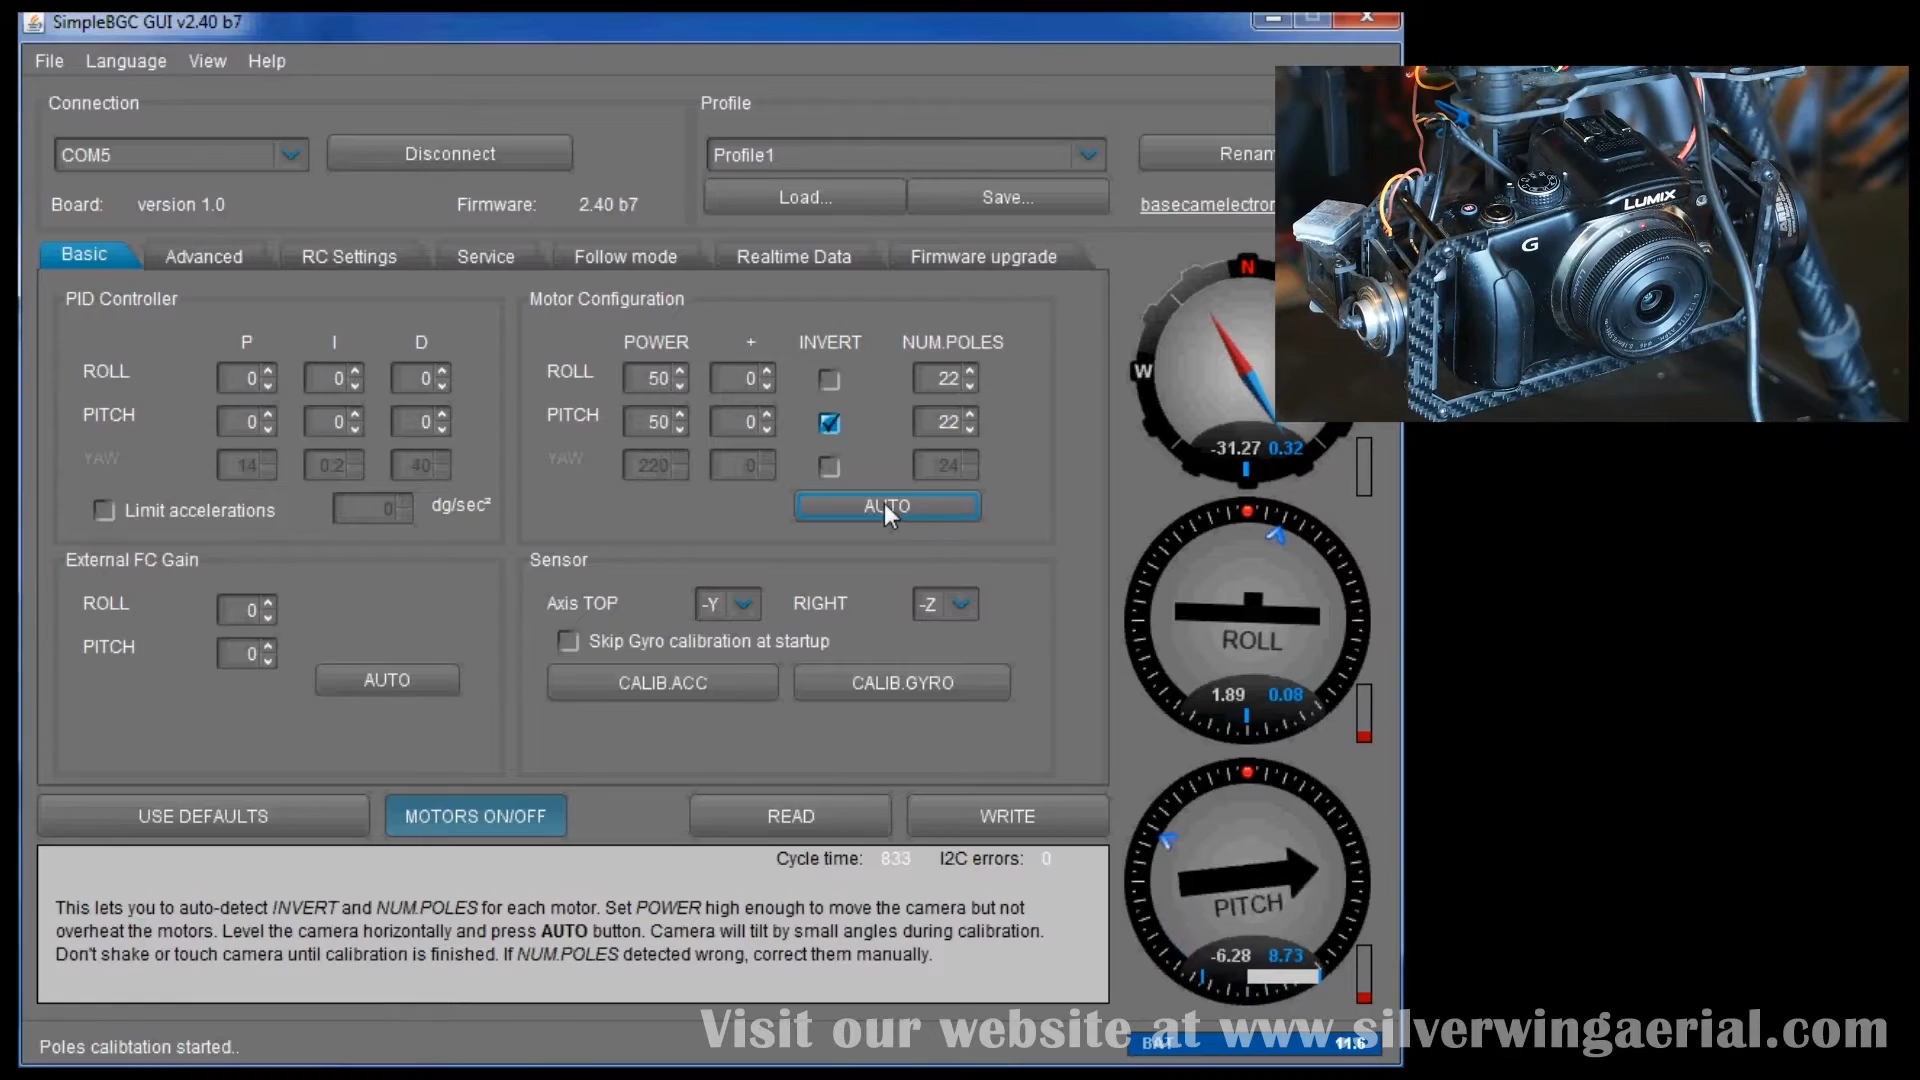 SimpleBGC GUI v2.40 b7
File Language View Help
Connection
Profile
COM5
Disconnect
Profile1
Renam
Load...
Save...
Board: version 1.0
Firmware: 2.40 b7
basecamelectron
Basic Advanced RC Settings Service Follow mode Realtime Data Firmware upgrade
PID Controller
P I D
ROLL 0 0 0
PITCH 0 0 0
YAW 14 0.2 40
Limit accelerations 0 dg/sec²
Motor Configuration
POWER + INVERT NUM.POLES
ROLL 50 0 22
PITCH 50 0 22
YAW 220 0 24
AUTO
External FC Gain
ROLL 0
PITCH 0
AUTO
Sensor
Axis TOP -Y RIGHT -Z
Skip Gyro calibration at startup
CALIB.ACC CALIB.GYRO
USE DEFAULTS MOTORS ON/OFF READ WRITE
Cycle time: 833 I2C errors: 0
This lets you to auto-detect INVERT and NUM.POLES for each motor. Set POWER high enough to move the camera but not
overheat the motors. Level the camera horizontally and press AUTO button. Camera will tilt by small angles during calibration.
Don't shake or touch camera until calibration is finished. If NUM.POLES detected wrong, correct them manually.
Poles calibtation started..
N
W
-31.27 0.32
ROLL
1.89 0.08
PITCH
-6.28 8.73
BAT 11.6
LUMIX
G
Visit our website at www.silverwingaerial.com